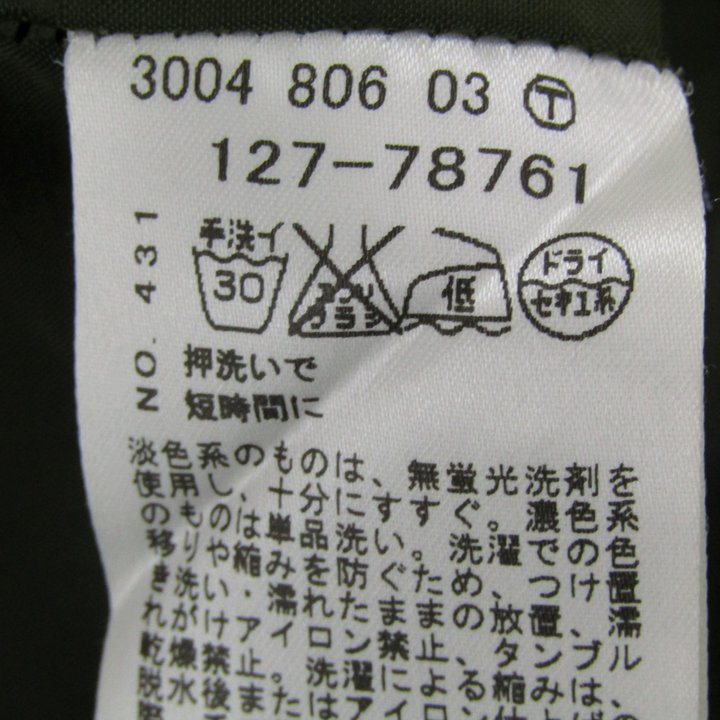 3004 806 03 T
127-78761
NO. 431
手洗イ
30
エンソ
ブラシ
低
ドライ
セキユ系
押洗いで
短時間に
淡色系のものは、無蛍光洗剤を
使用し、十分にすすぐ。濃色系
のものは単品洗い。洗濯での色
移りや縮みを防ぐため、つけ置
き洗い・濡れたままの放置、濡
れがけアイロン禁止、タンブル
乾燥禁止。洗濯による縮みは、
脱水後またはアイロン仕上